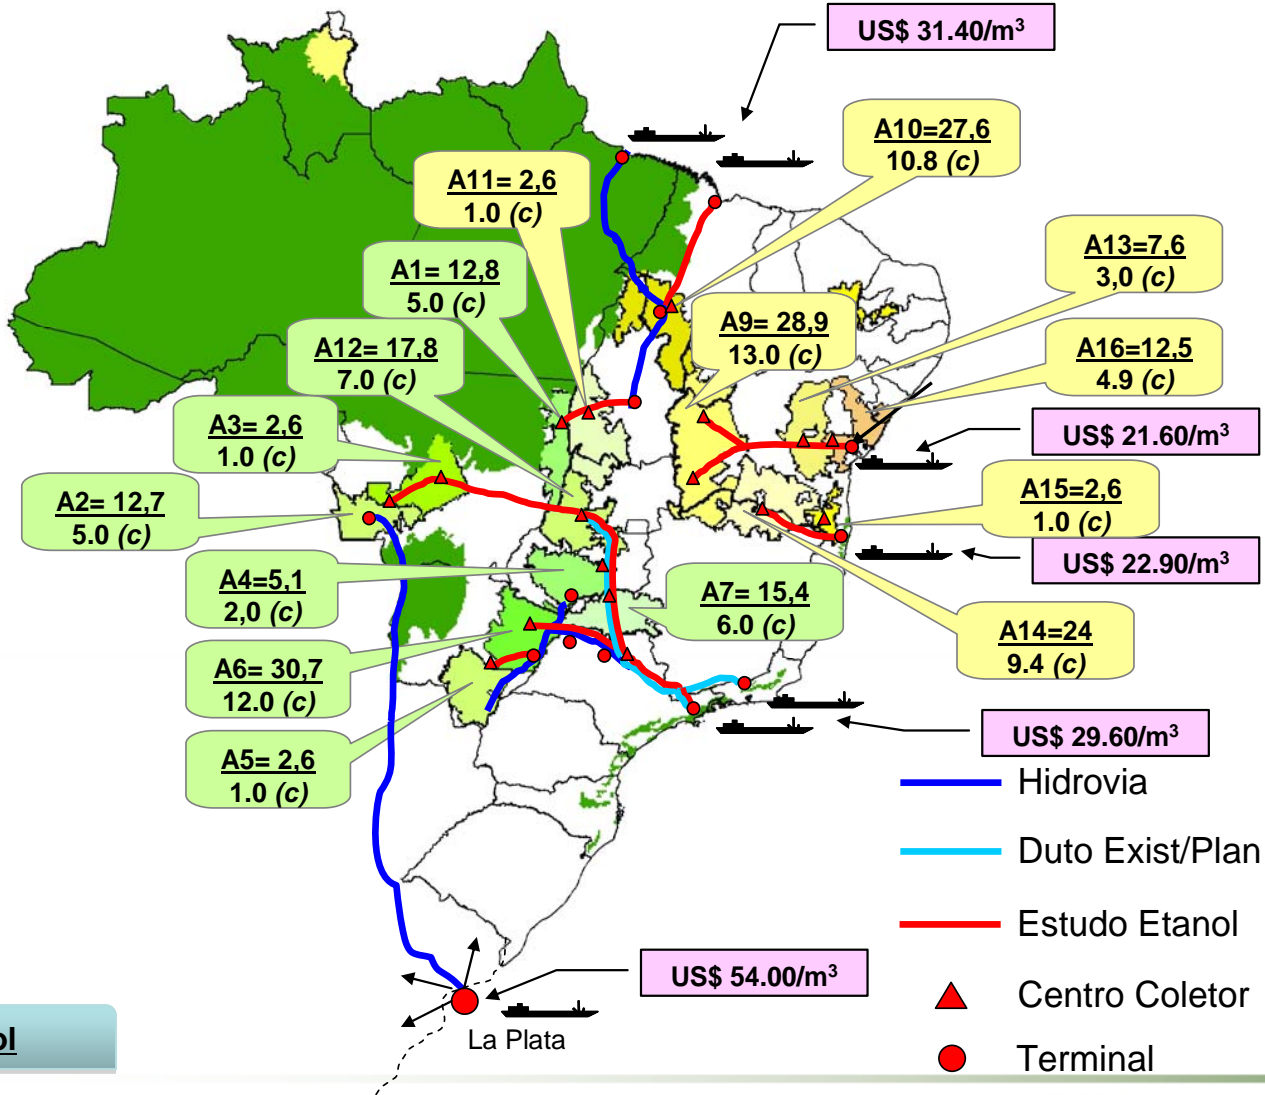 US$ 31.40/m³
A10=27,6
10.8 (c)
A11= 2,6
1.0 (c)
A13=7,6
3,0 (c)
A1= 12,8
5.0 (c)
A9= 28,9
13.0 (c)
A12= 17,8
7.0 (c)
A16=12,5
4.9 (c)
A3= 2,6
1.0 (c)
US$ 21.60/m³
A2= 12,7
5.0 (c)
A15=2,6
1.0 (c)
US$ 22.90/m³
A4=5,1
2,0 (c)
A7= 15,4
6.0 (c)
A14=24
9.4 (c)
A6= 30,7
12.0 (c)
US$ 29.60/m³
A5= 2,6
1.0 (c)
Hidrovia
Duto Exist/Plan
Estudo Etanol
US$ 54.00/m³
Centro Coletor
La Plata
Terminal